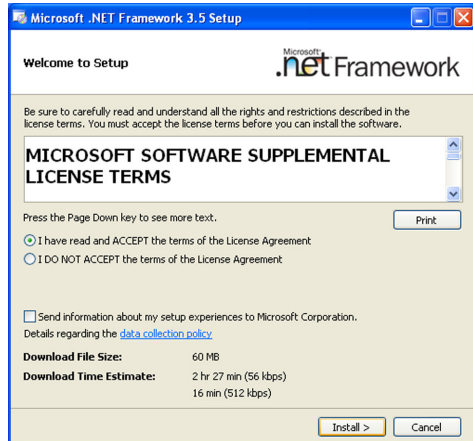 Microsoft .NET Framework 3.5 Setup
Welcome to Setup
Microsoft
.net Framework
Be sure to carefully read and understand all the rights and restrictions described in the
license terms. You must accept the license terms before you can install the software.
MICROSOFT SOFTWARE SUPPLEMENTAL
LICENSE TERMS
Press the Page Down key to see more text.
Print
I have read and ACCEPT the terms of the License Agreement
I DO NOT ACCEPT the terms of the License Agreement
Send information about my setup experiences to Microsoft Corporation.
Details regarding the data collection policy
Download File Size: 60 MB
Download Time Estimate: 2 hr 27 min (56 kbps)
16 min (512 kbps)
Install > Cancel